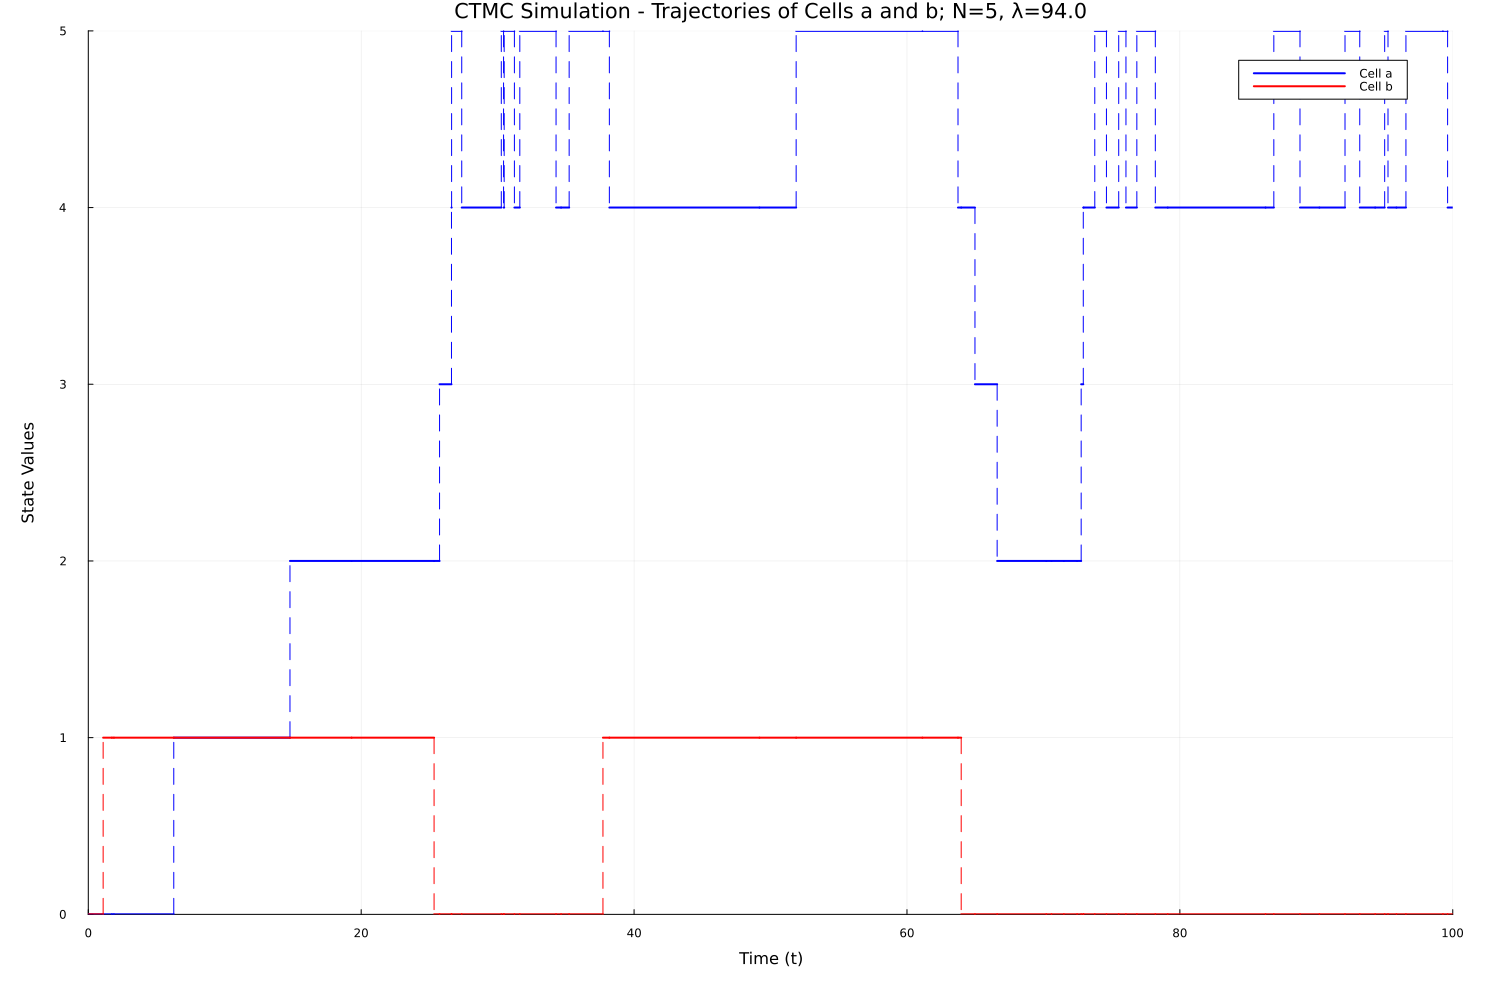 CTMC Simulation - Trajectories of Cells a and b; N=5, λ=94.0
5
Cell a
Cell b
4
3
State Values
2
1
0
0 20 40 60 80 100
Time (t)